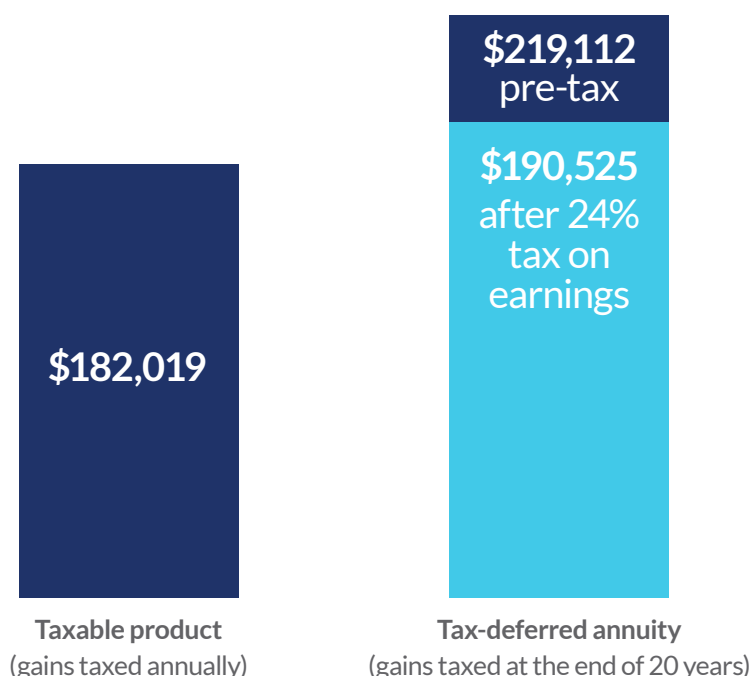 $219,112
pre-tax
$190,525
after 24%
tax on
earnings
$182,019
Taxable product
(gains taxed annually)
Tax-deferred annuity
(gains taxed at the end of 20 years)